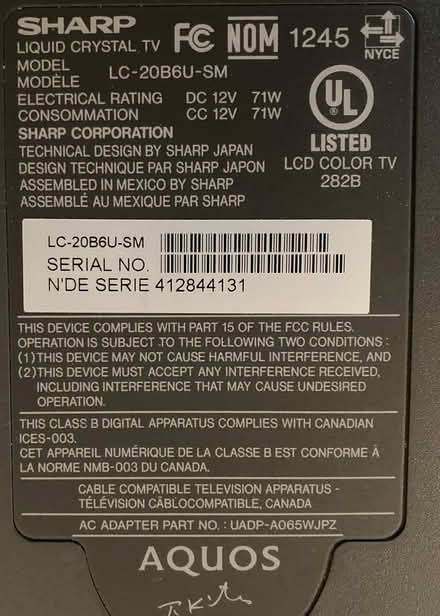 SHARP
LIQUID CRYSTAL TV FC NOM 1245 NYCE
MODEL
MODÈLE LC-20B6U-SM
ELECTRICAL RATING DC 12V 71W
CONSOMMATION CC 12V 71W
UL
LISTED
LCD COLOR TV
282B
SHARP CORPORATION
TECHNICAL DESIGN BY SHARP JAPAN
DESIGN TECHNIQUE PAR SHARP JAPON
ASSEMBLED IN MEXICO BY SHARP
ASSEMBLÉ AU MEXIQUE PAR SHARP
LC-20B6U-SM
SERIAL NO.
N'DE SERIE 412844131
THIS DEVICE COMPLIES WITH PART 15 OF THE FCC RULES.
OPERATION IS SUBJECT TO THE FOLLOWING TWO CONDITIONS :
(1)THIS DEVICE MAY NOT CAUSE HARMFUL INTERFERENCE, AND
(2)THIS DEVICE MUST ACCEPT ANY INTERFERENCE RECEIVED,
INCLUDING INTERFERENCE THAT MAY CAUSE UNDESIRED
OPERATION.
THIS CLASS B DIGITAL APPARATUS COMPLIES WITH CANADIAN
ICES-003.
CET APPAREIL NUMÉRIQUE DE LA CLASSE B EST CONFORME À
LA NORME NMB-003 DU CANADA.
CABLE COMPATIBLE TELEVISION APPARATUS -
TÉLÉVISION CÂBLOCOMPATIBLE, CANADA
AC ADAPTER PART NO. : UADP-A065WJPZ
AQUOS